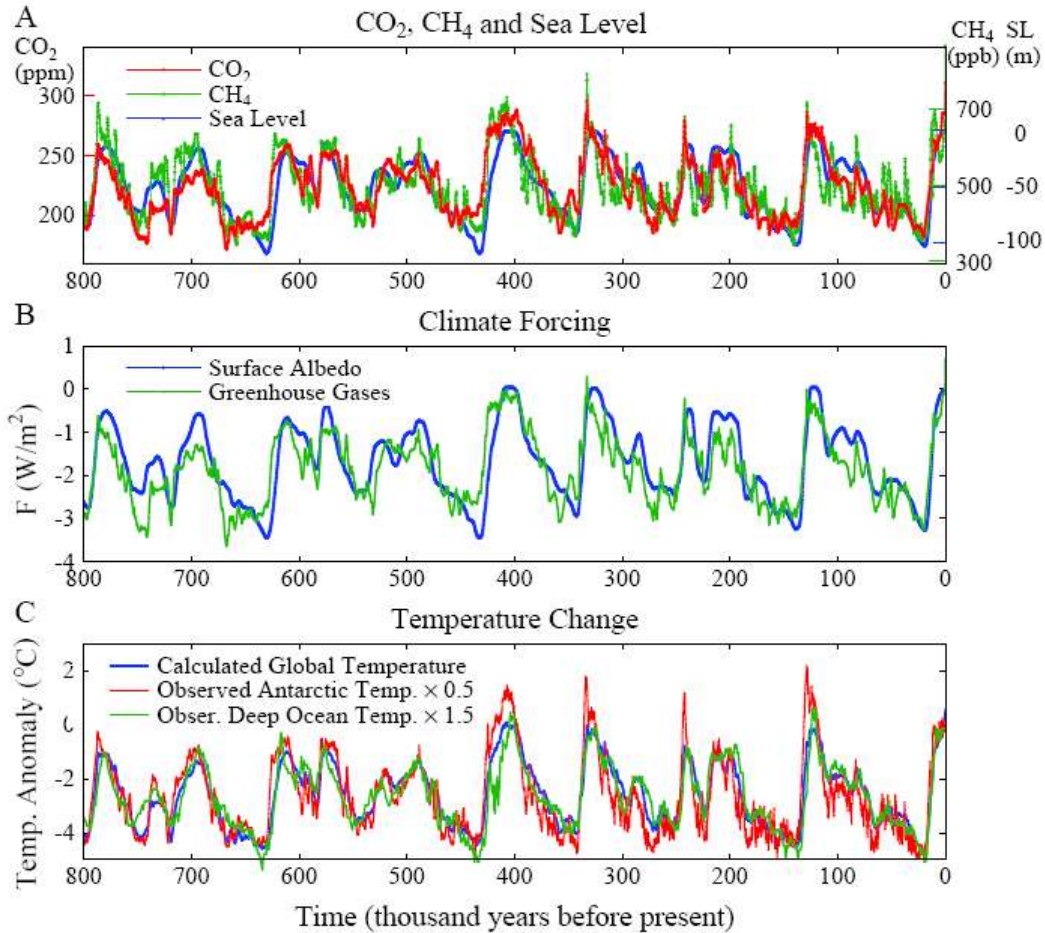 A
CO₂, CH₄ and Sea Level
CO₂
(ppm)
CH₄ SL
(ppb) (m)
CO₂
CH₄
Sea Level
300
250
200
700
500
300
0
-50
-100
800 700 600 500 400 300 200 100 0
B
Climate Forcing
Surface Albedo
Greenhouse Gases
F (W/m²)
1
0
-1
-2
-3
-4
800 700 600 500 400 300 200 100 0
C
Temperature Change
Calculated Global Temperature
Observed Antarctic Temp. × 0.5
Obser. Deep Ocean Temp. × 1.5
Temp. Anomaly (°C)
2
0
-2
-4
800 700 600 500 400 300 200 100 0
Time (thousand years before present)